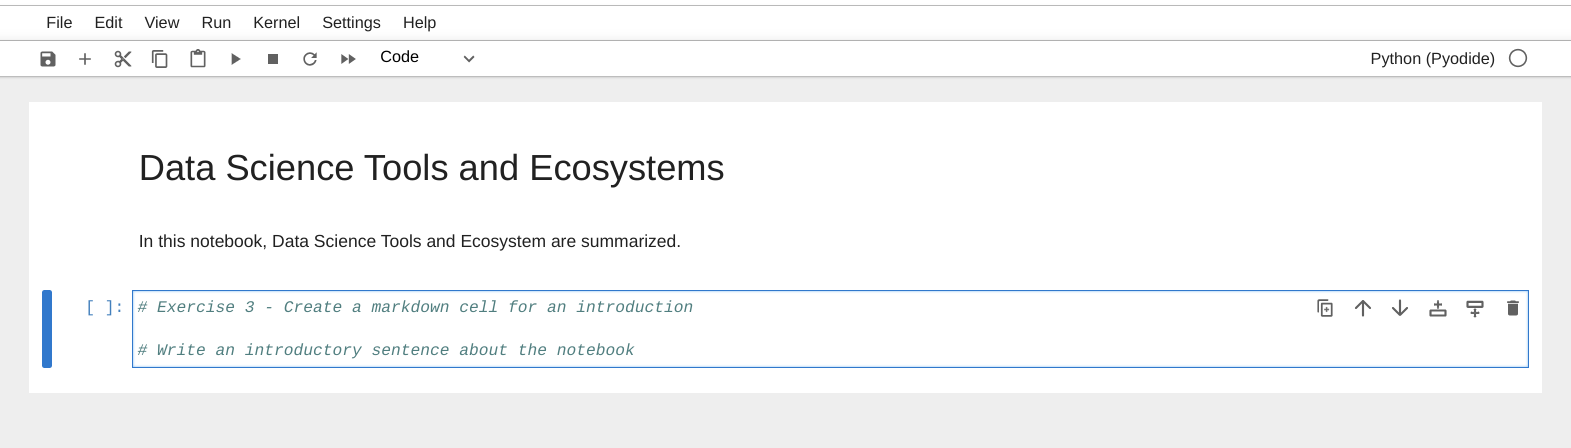 File Edit View Run Kernel Settings Help
Code Python (Pyodide)
Data Science Tools and Ecosystems
In this notebook, Data Science Tools and Ecosystem are summarized.
[ ]: # Exercise 3 - Create a markdown cell for an introduction
# Write an introductory sentence about the notebook